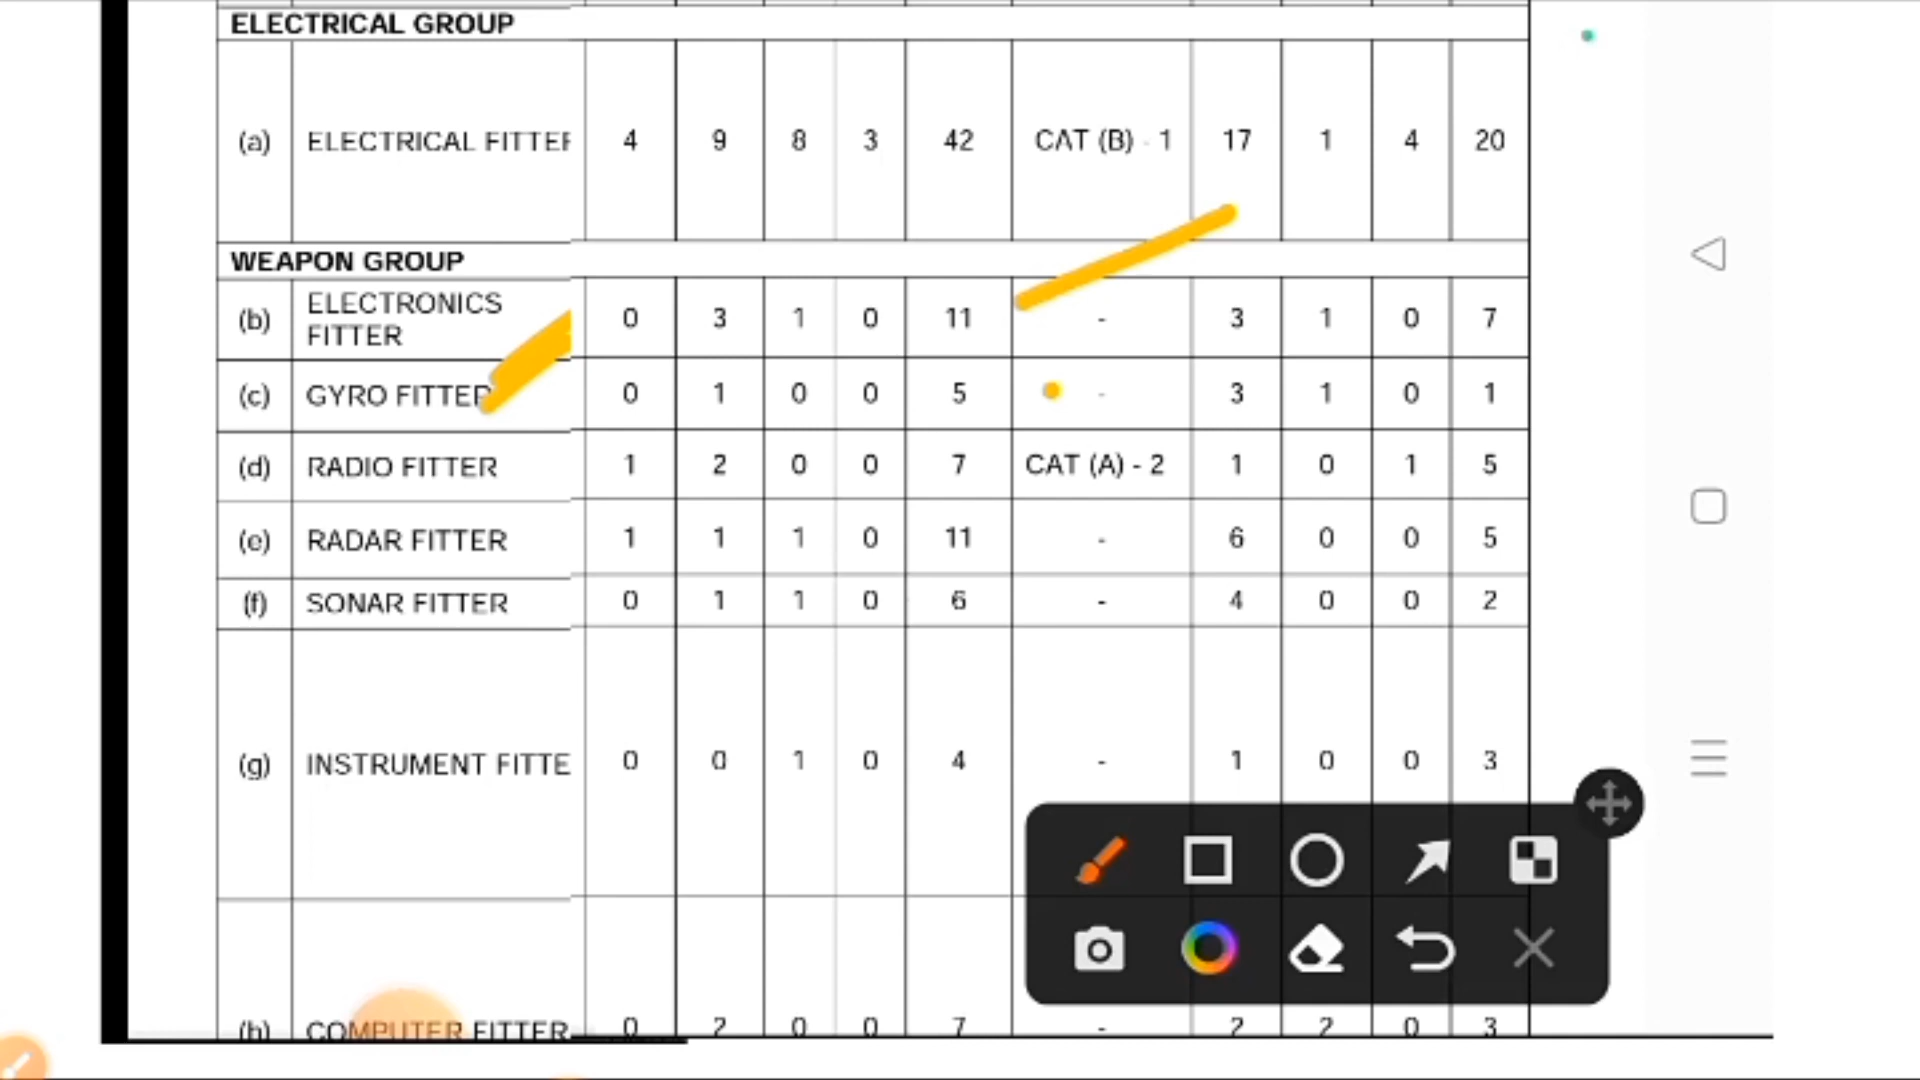 ELECTRICAL GROUP
(a) ELECTRICAL FITTER 4 9 8 3 42 CAT (B) - 1 17 1 4 20
WEAPON GROUP
(b) ELECTRONICS FITTER 0 3 1 0 11 - 3 1 0 7
(c) GYRO FITTER 0 1 0 0 5 - 3 1 0 1
(d) RADIO FITTER 1 2 0 0 7 CAT (A) - 2 1 0 1 5
(e) RADAR FITTER 1 1 1 0 11 - 6 0 0 5
(f) SONAR FITTER 0 1 1 0 6 - 4 0 0 2
(g) INSTRUMENT FITTE 0 0 1 0 4 - 1 0 0 3
(h) COMPUTER FITTER 0 2 0 0 7 - 2 2 0 3